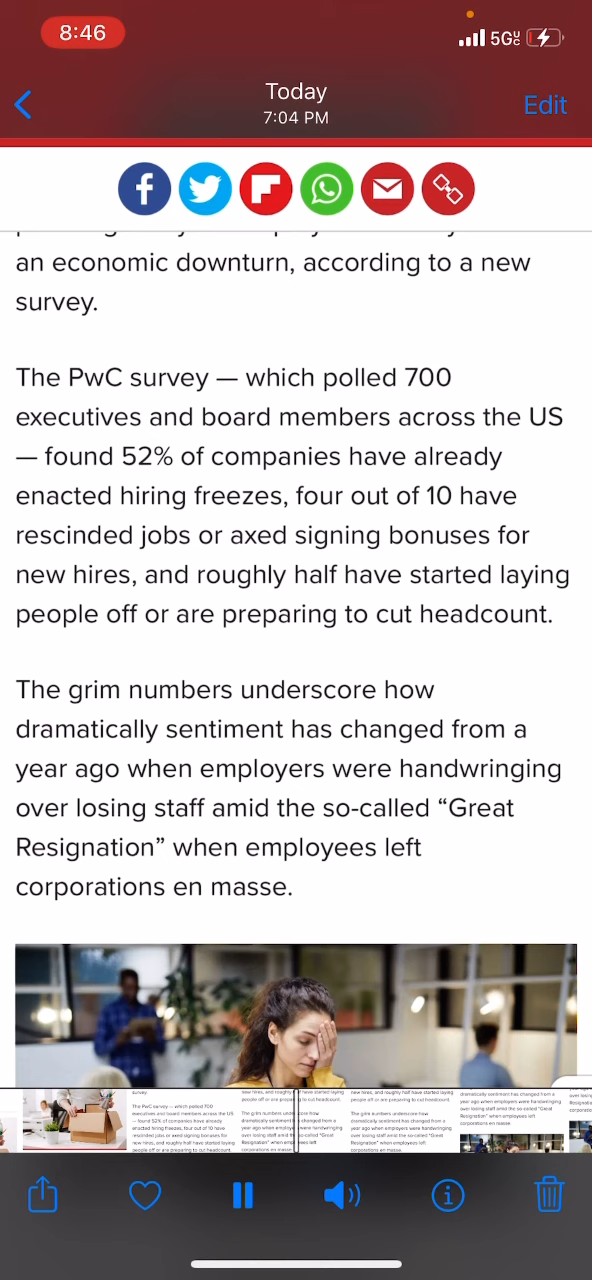 8:46
5G UC
Today
7:04 PM
Edit
an economic downturn, according to a new
survey.
The PwC survey — which polled 700
executives and board members across the US
— found 52% of companies have already
enacted hiring freezes, four out of 10 have
rescinded jobs or axed signing bonuses for
new hires, and roughly half have started laying
people off or are preparing to cut headcount.
The grim numbers underscore how
dramatically sentiment has changed from a
year ago when employers were handwringing
over losing staff amid the so-called “Great
Resignation” when employees left
corporations en masse.